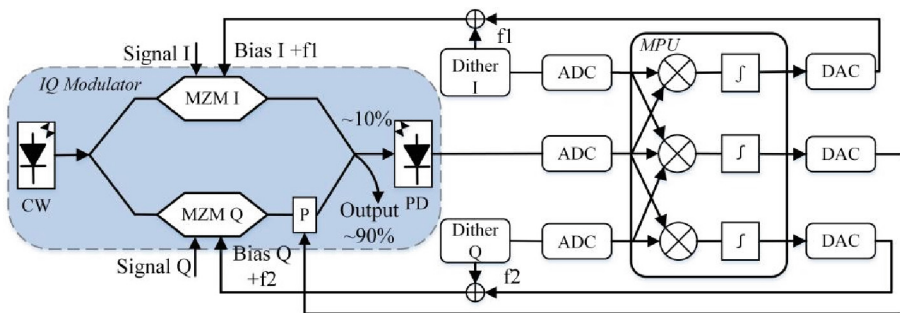 Signal I
Bias I +f1
f1
MPU
IQ Modulator
MZM I
Dither
I
ADC
∫
DAC
~10%
CW
PD
ADC
∫
DAC
MZM Q
P
Output
~90%
Dither
Q
ADC
∫
DAC
Signal Q
Bias Q
+f2
f2